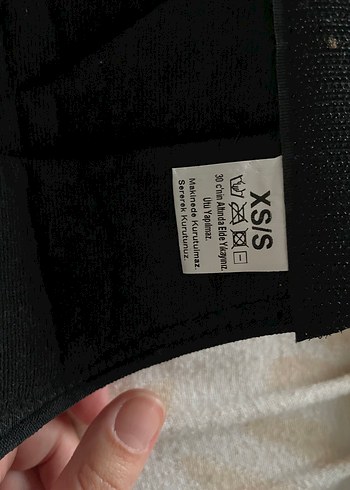 XS/S
30 c'nin Altında Elde Yıkayınız.
Ütü Yapılmaz.
Makinede Kurutulmaz.
Sererek Kurutunuz.